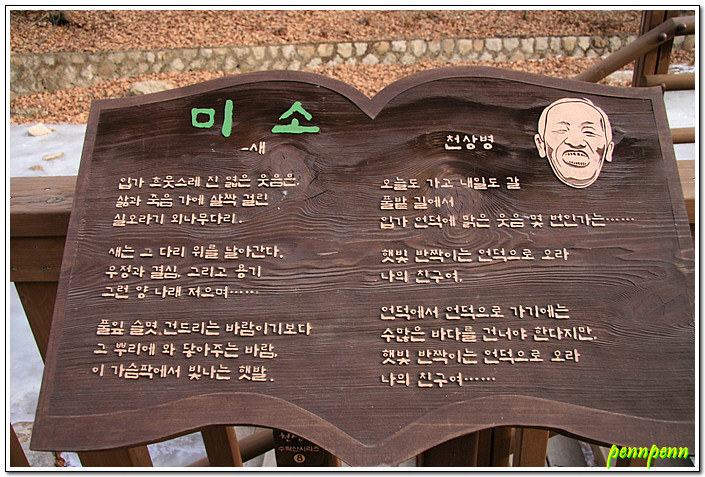 미소
-새
천상병
입가 흐뭇스레 진 엷은 웃음은,
삶과 죽음 가에 살짝 걸린
실오라기 외나무다리.
새는 그 다리 위를 날아간다.
우정과 결심, 그리고 용기
그런 양 나래 저으며……
풀잎 슬몃 건드리는 바람이기보다
그 뿌리에 와 닿아주는 바람,
이 가슴팍에서 빛나는 햇발.
오늘도 가고 내일도 갈
풀밭 길에서
입가 언덕에 맑은 웃음 몇 번인가는……
햇빛 반짝이는 언덕으로 오라
나의 친구여,
언덕에서 언덕으로 가기에는
수많은 바다를 건너야 한다지만,
햇빛 반짝이는 언덕으로 오라
나의 친구여……
수락산시리즈
8
pennpenn